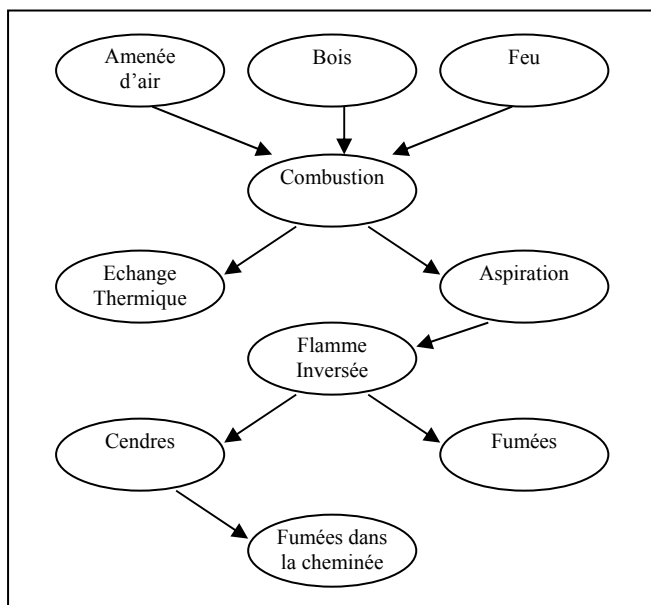 Amenée
d'air
Bois
Feu
Combustion
Echange
Thermique
Aspiration
Flamme
Inversée
Cendres
Fumées
Fumées dans
la cheminée